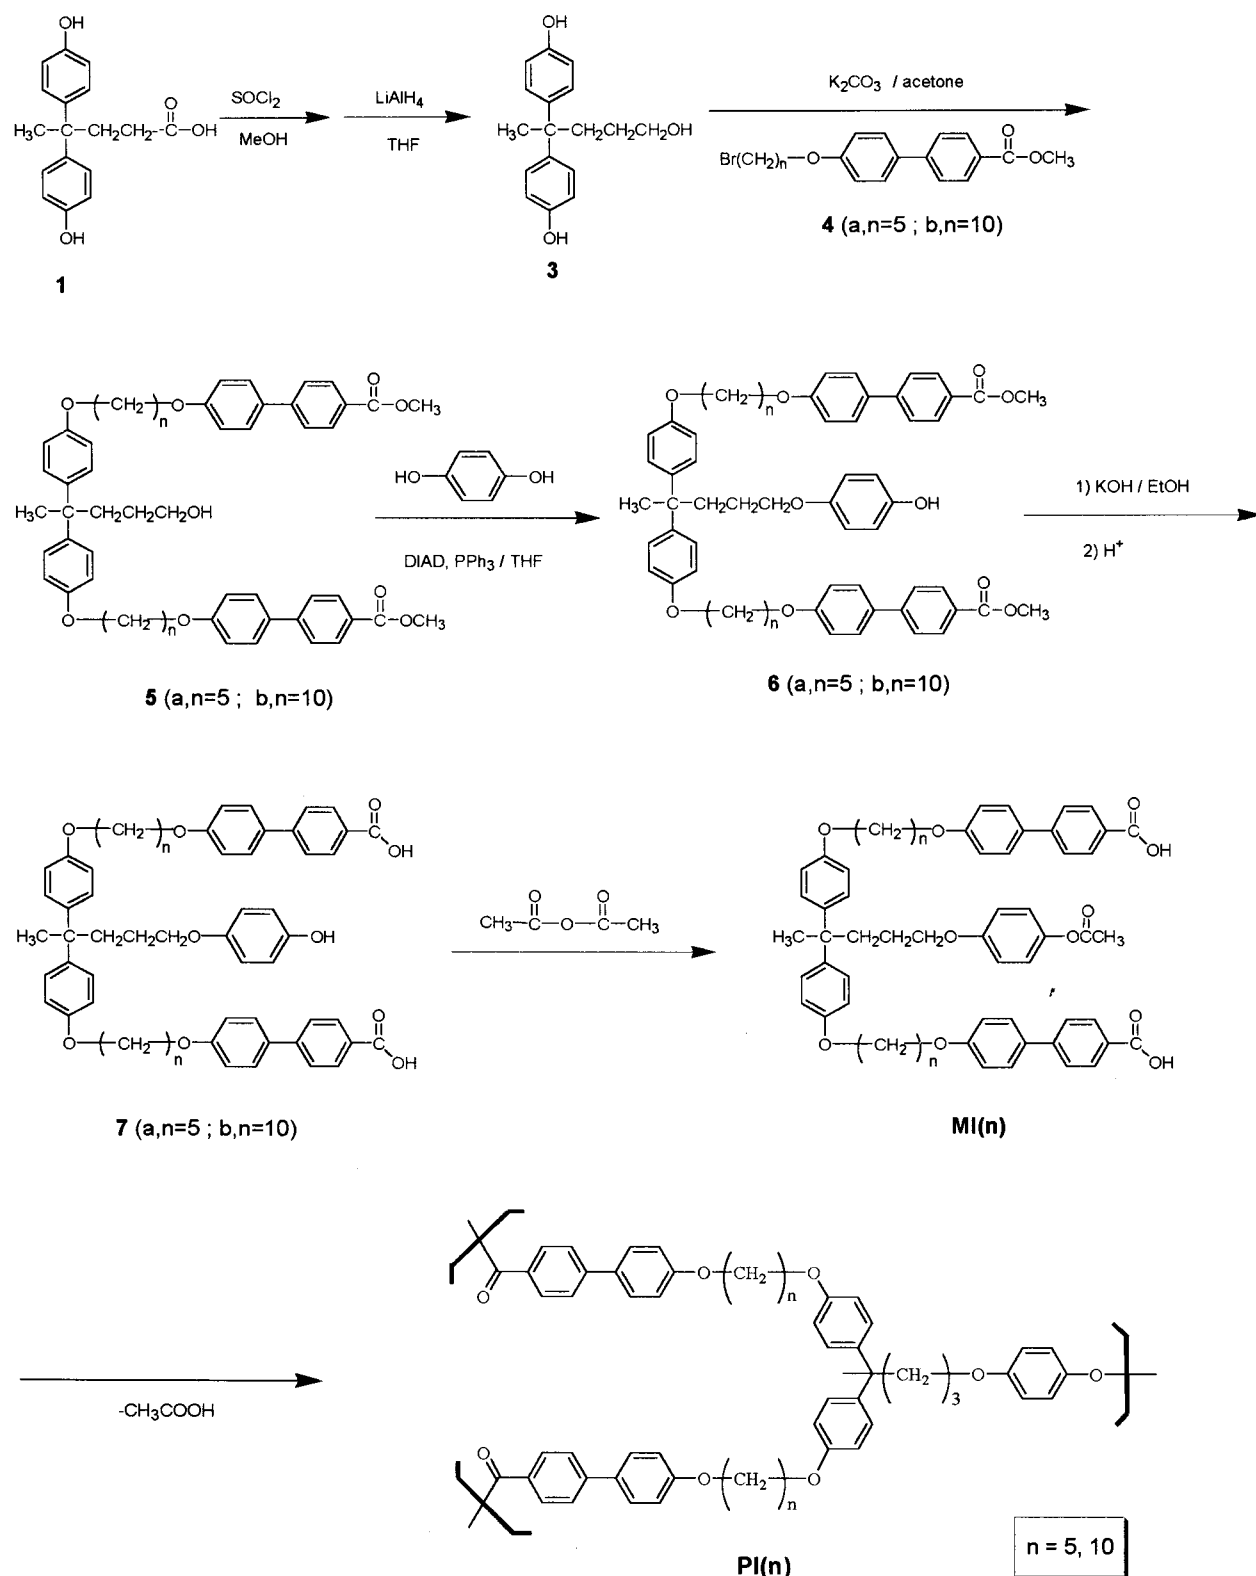 OH
OH
O
SOCl2
LiAlH4
K2CO3 / acetone
H3C
CH2CH2
C
OH
MeOH
THF
H3C
CH2CH2CH2OH
Br(CH2)n
O
C
O
OCH3
OH
OH
4 (a,n=5 ; b,n=10)
1
3
O
CH2
n
O
C
O
OCH3
O
CH2
n
O
C
O
OCH3
HO
OH
H3C
CH2CH2CH2OH
H3C
CH2CH2CH2O
OH
1) KOH / EtOH
DIAD, PPh3 / THF
2) H+
O
CH2
n
O
C
O
OCH3
O
CH2
n
O
C
O
OCH3
5 (a,n=5 ; b,n=10)
6 (a,n=5 ; b,n=10)
O
CH2
n
O
C
O
OH
O
CH2
n
O
C
O
OH
H3C
CH2CH2CH2O
OH
CH3
C
O
O
C
O
CH3
H3C
CH2CH2CH2O
O
OCCH3
O
CH2
n
O
C
O
OH
O
CH2
n
O
C
O
OH
7 (a,n=5 ; b,n=10)
MI(n)
O
O
CH2
n
O
-CH3COOH
CH2
3
O
O
O
O
CH2
n
O
PI(n)
n = 5, 10